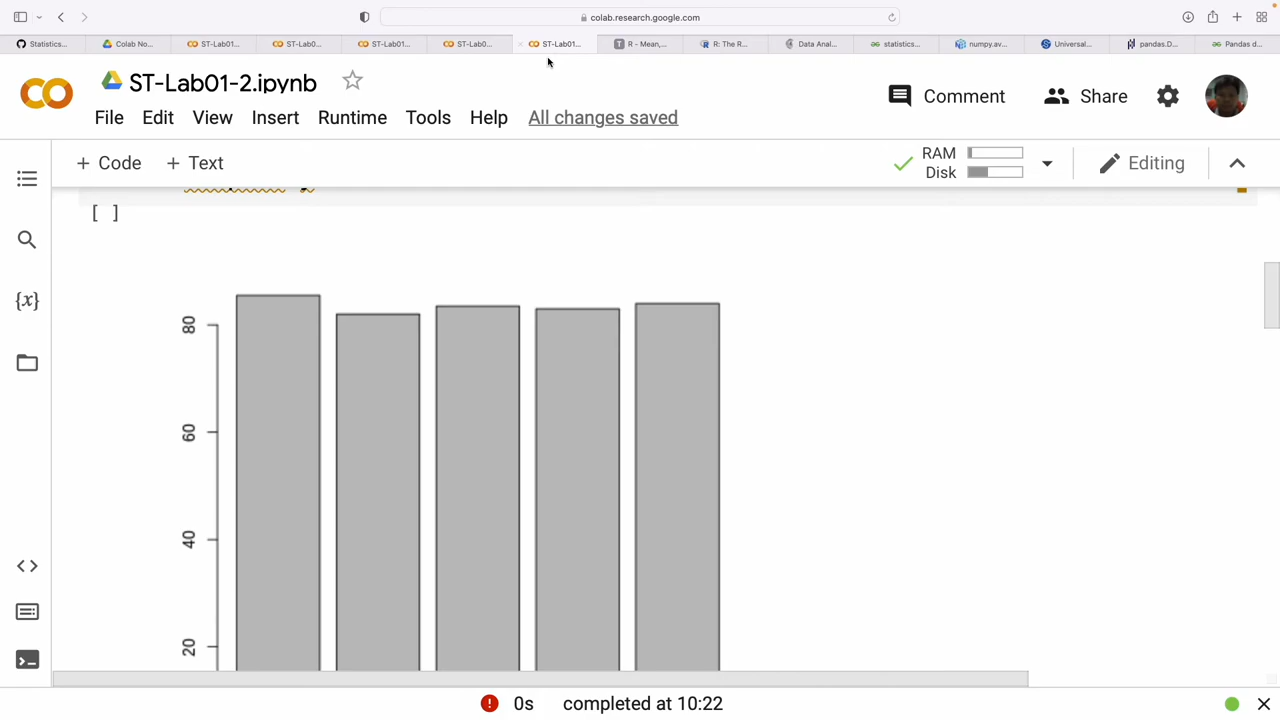 colab.research.google.com
Statistics...
Colab No...
ST-Lab01...
ST-Lab0...
ST-Lab01...
ST-Lab0...
ST-Lab01...
R - Mean,...
R: The R...
Data Anal...
statistics...
numpy.av...
Universal...
pandas.D...
Pandas d...
ST-Lab01-2.ipynb
File Edit View Insert Runtime Tools Help All changes saved
Comment
Share
+ Code + Text
RAM
Disk
Editing
[ ]
{x}
80
60
40
20
0s completed at 10:22